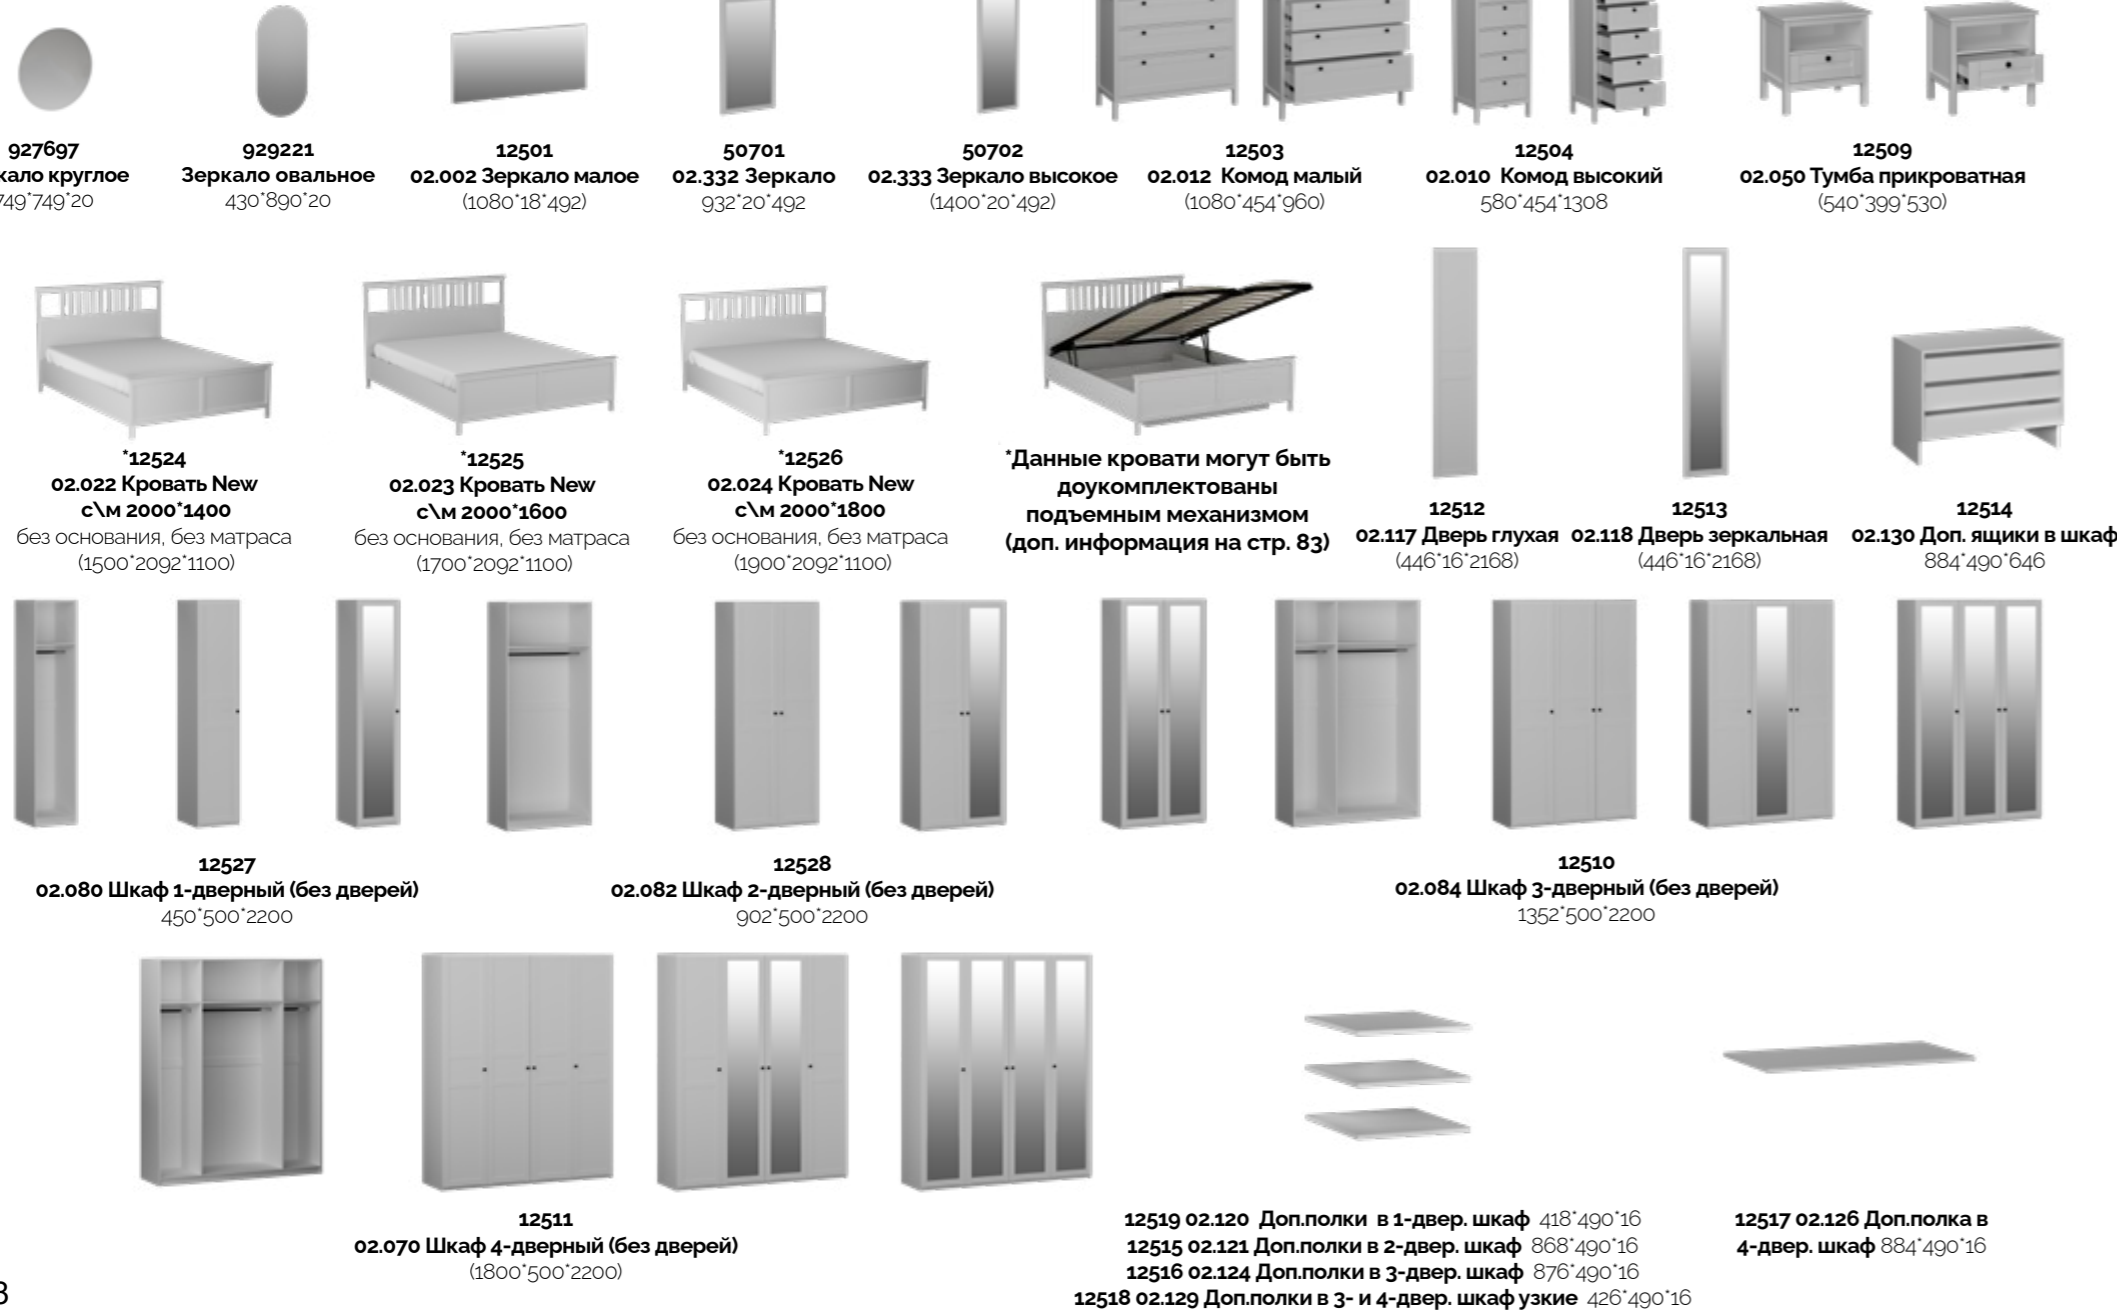 927697
кало круглое
749*749*20
929221
Зеркало овальное
430*890*20
12501
02.002 Зеркало малое
(1080*18*492)
50701
02.332 Зеркало
932*20*492
50702
02.333 Зеркало высокое
(1400*20*492)
12503
02.012 Комод малый
(1080*454*960)
12504
02.010 Комод высокий
580*454*1308
12509
02.050 Тумба прикроватная
(540*399*530)
*12524
02.022 Кровать New
с\м 2000*1400
без основания, без матраса
(1500*2092*1100)
*12525
02.023 Кровать New
с\м 2000*1600
без основания, без матраса
(1700*2092*1100)
*12526
02.024 Кровать New
с\м 2000*1800
без основания, без матраса
(1900*2092*1100)
*Данные кровати могут быть
доукомплектованы
подъемным механизмом
(доп. информация на стр. 83)
12512
02.117 Дверь глухая
(446*16*2168)
12513
02.118 Дверь зеркальная
(446*16*2168)
12514
02.130 Доп. ящики в шкаф
884*490*646
12527
02.080 Шкаф 1-дверный (без дверей)
450*500*2200
12528
02.082 Шкаф 2-дверный (без дверей)
902*500*2200
12510
02.084 Шкаф 3-дверный (без дверей)
1352*500*2200
12511
02.070 Шкаф 4-дверный (без дверей)
(1800*500*2200)
12519 02.120 Доп.полки в 1-двер. шкаф 418*490*16
12515 02.121 Доп.полки в 2-двер. шкаф 868*490*16
12516 02.124 Доп.полки в 3-двер. шкаф 876*490*16
12518 02.129 Доп.полки в 3- и 4-двер. шкаф узкие 426*490*16
12517 02.126 Доп.полка в
4-двер. шкаф 884*490*16